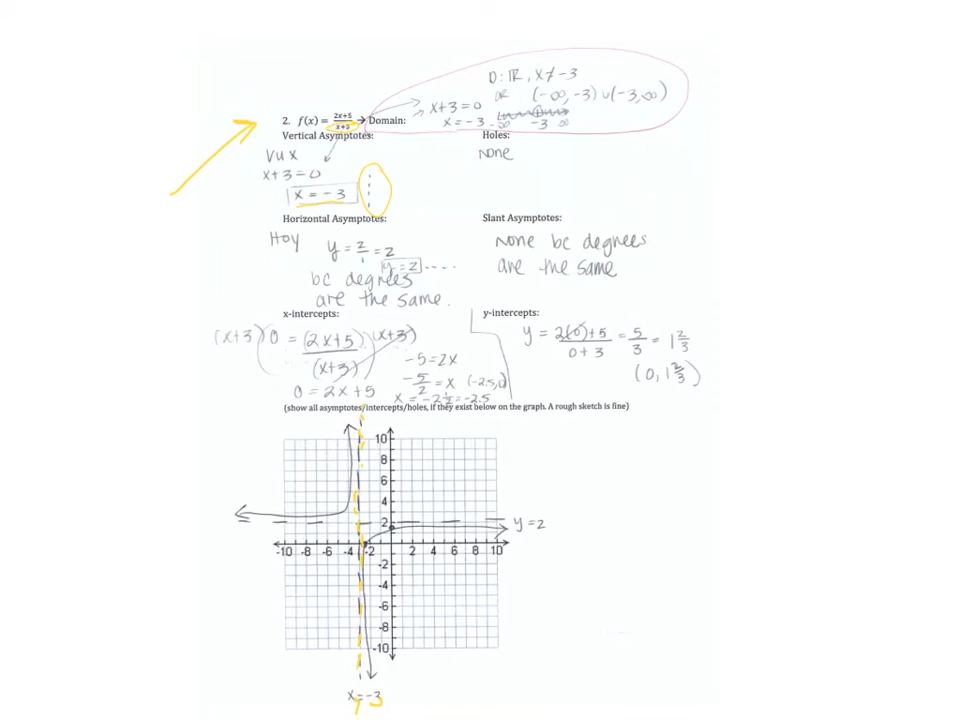 D: ℝ, x ≠ -3
OR (-∞, -3) ∪ (-3, ∞)
x+3=0
x = -3
-∞ -3 ∞
2. f(x) = (2x+5)/(x+3) → Domain:
Vertical Asymptotes:
Holes:
VUX
None
x+3=0
x = -3
Horizontal Asymptotes:
Slant Asymptotes:
HOY
y = 2/1 = 2
y = 2
bc degrees
are the same.
None bc degrees
are the same
x-intercepts:
y-intercepts:
(x+3) 0 = (2x+5)/(x+3) (x+3)
0 = 2x+5
-5=2x
-5/2 = x (-2.5,0)
x = -2 1/2 = -2.5
y = (2(0)+5)/(0+3) = 5/3 = 1 2/3
(0, 1 2/3)
(show all asymptotes/intercepts/holes, if they exist below on the graph. A rough sketch is fine)
10
8
6
4
2
y=2
-10 -8 -6 -4 -2 2 4 6 8 10
-2
-4
-6
-8
-10
x=-3